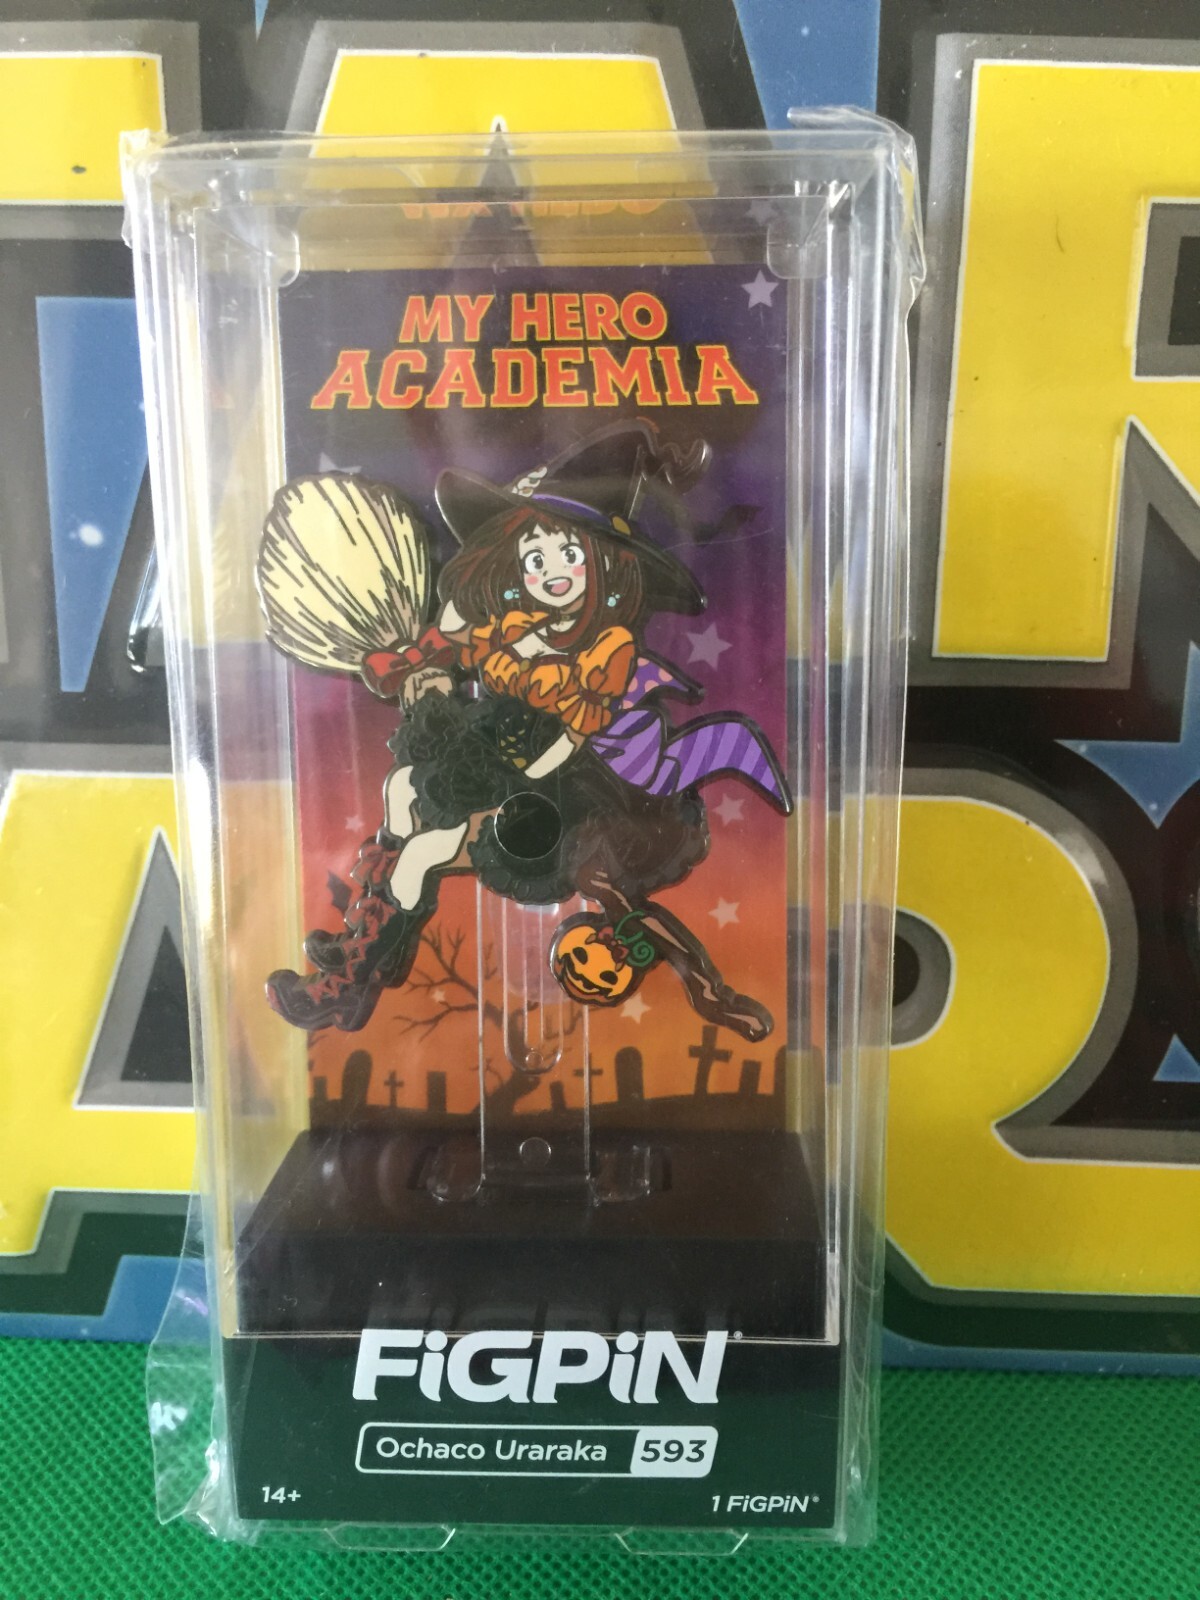 MY HERO
ACADEMIA
FiGPiN®
Ochaco Uraraka 593
14+
1 FiGPiN®